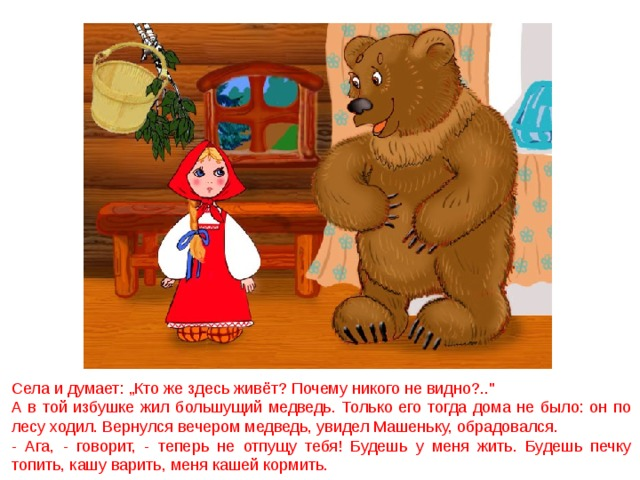 Села и думает: „Кто же здесь живёт? Почему никого не видно?.."
А в той избушке жил большущий медведь. Только его тогда дома не было: он по
лесу ходил. Вернулся вечером медведь, увидел Машеньку, обрадовался.
- Ага, - говорит, - теперь не отпущу тебя! Будешь у меня жить. Будешь печку
топить, кашу варить, меня кашей кормить.